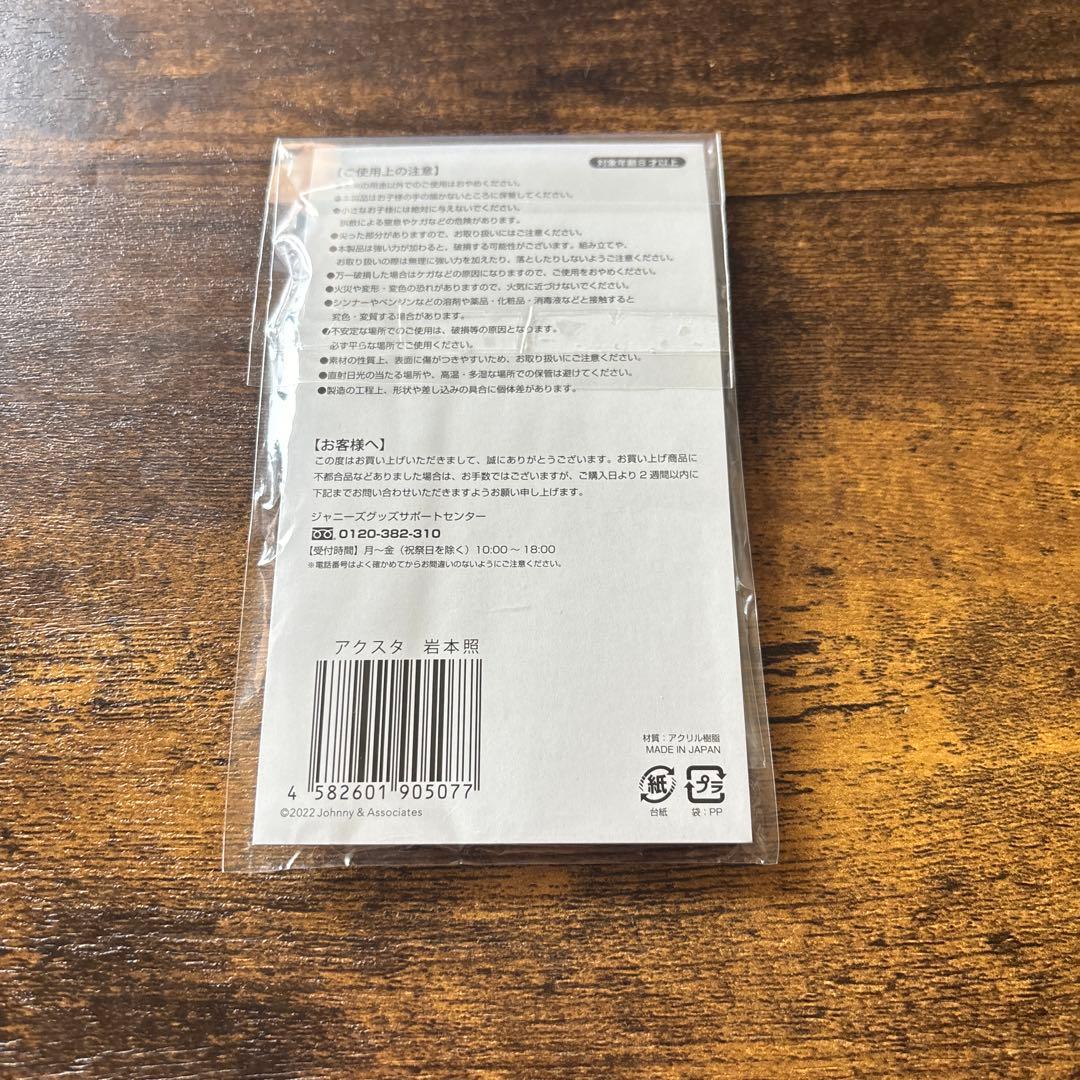 【ご使用上の注意】
対象年齢8才以上
の用途以外でのご使用はおやめください。
●本製品はお子様の手の届かないところに保管してください。
●小さなお子様には絶対に与えないでください。
誤飲による窒息やケガなどの危険があります。
●尖った部分がありますので、お取り扱いにはご注意ください。
●本製品は強い力が加わると、破損する可能性がございます。組み立てや、
お取り扱いの際は無理に強い力を加えたり、落としたりしないようご注意ください。
●万一破損した場合はケガなどの原因になりますので、ご使用をおやめください。
●火災や変形・変色の恐れがありますので、火気に近づけないでください。
●シンナーやベンジンなどの溶剤や薬品・化粧品・消毒液などと接触すると
変色・変質する場合があります。
●不安定な場所でのご使用は、破損等の原因となります。
必ず平らな場所でご使用ください。
●素材の性質上、表面に傷がつきやすいため、お取り扱いにご注意ください。
●直射日光の当たる場所や、高温・多湿な場所での保管は避けてください。
●製造の工程上、形状や差し込みの具合に個体差があります。
【お客様へ】
この度はお買い上げいただきまして、誠にありがとうございます。お買い上げ商品に
不都合品などありました場合は、お手数ではございますが、ご購入日より2週間以内に
下記までお問い合わせいただきますようお願い申し上げます。
ジャニーズグッズサポートセンター
0120-382-310
【受付時間】月～金（祝祭日を除く）10:00～18:00
※電話番号はよく確かめてからお間違いのないようにご注意ください。
アクスタ 岩本照
4 582601 905077
©2022 Johnny & Associates
材質：アクリル樹脂
MADE IN JAPAN
紙 プラ
台紙 袋：PP